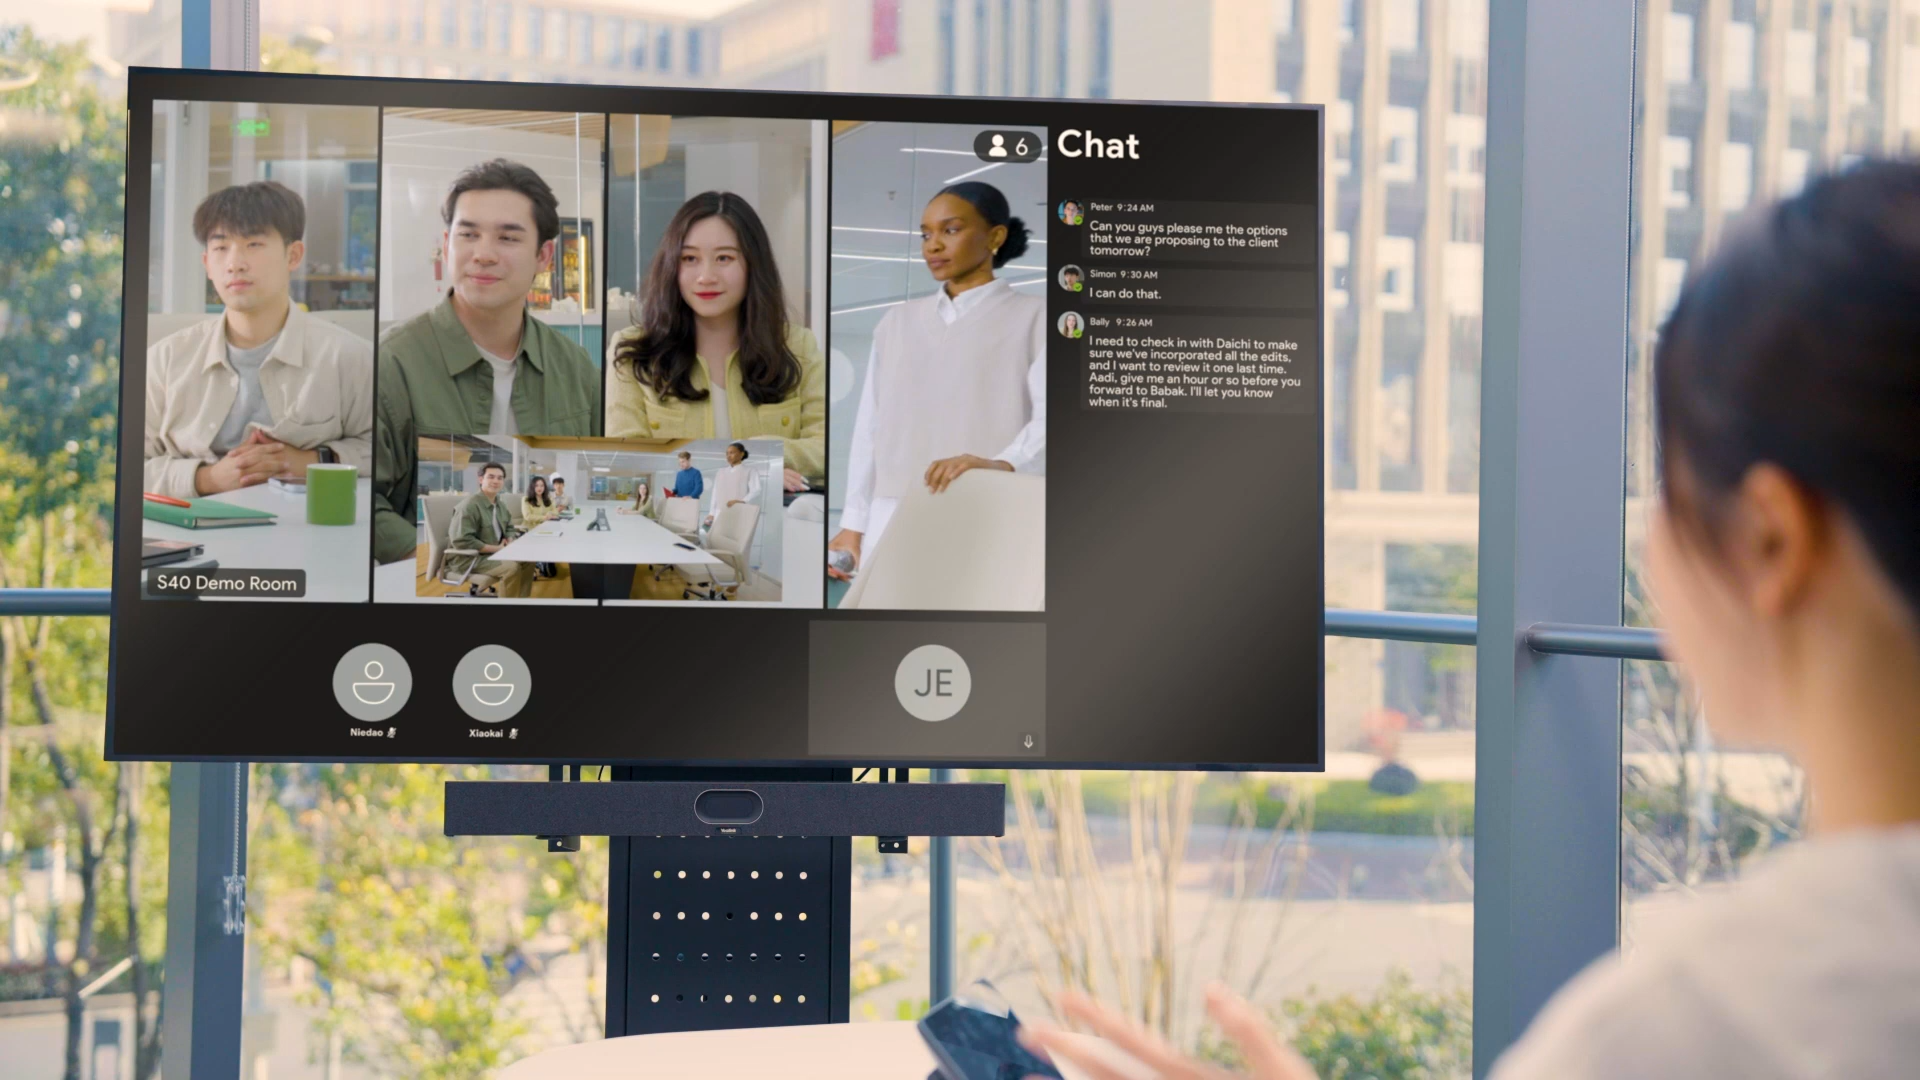 6
Chat
Peter 9:24 AM
Can you guys please me the options
that we are proposing to the client
tomorrow?
Simon 9:30 AM
I can do that.
Bally 9:26 AM
I need to check in with Daichi to make
sure we've incorporated all the edits,
and I want to review it one last time.
Aadi, give me an hour or so before you
forward to Babak. I'll let you know
when it's final.
S40 Demo Room
JE
Niedao
Xiaokai
Yealink